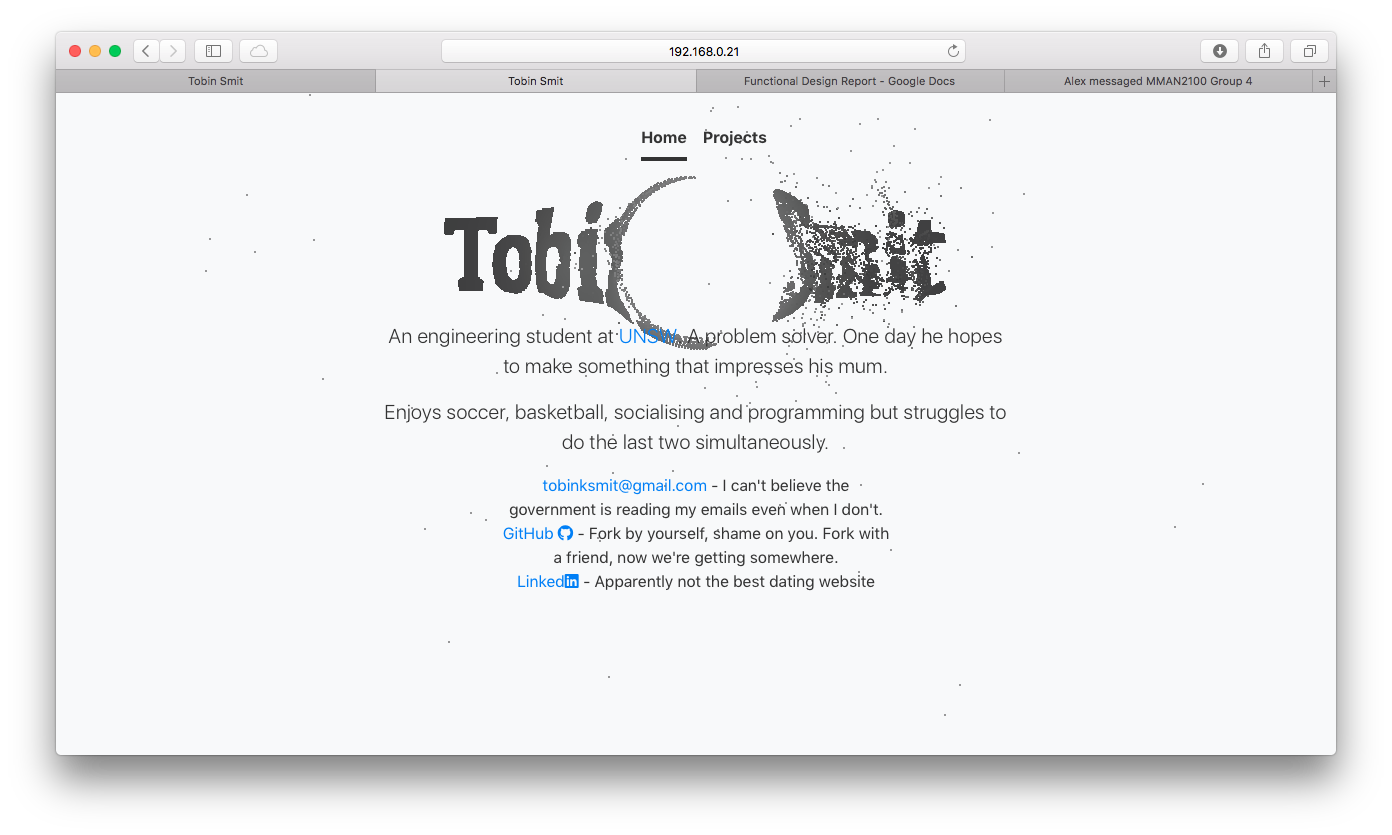 192.168.0.21
Tobin Smit
Tobin Smit
Functional Design Report - Google Docs
Alex messaged MMAN2100 Group 4
Home Projects
Tobi mit
An engineering student at UNSW. A problem solver. One day he hopes
to make something that impresses his mum.
Enjoys soccer, basketball, socialising and programming but struggles to
do the last two simultaneously.
tobinksmit@gmail.com - I can't believe the
government is reading my emails even when I don't.
GitHub - Fork by yourself, shame on you. Fork with
a friend, now we're getting somewhere.
Linkedin - Apparently not the best dating website